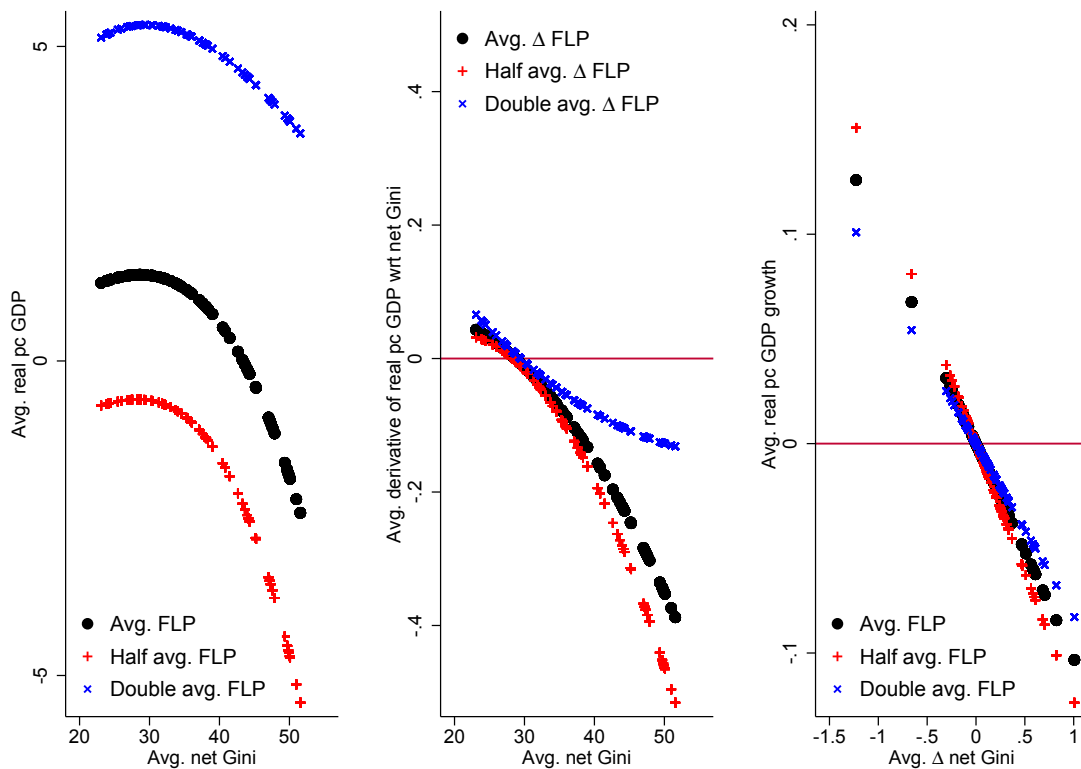 Avg. real pc GDP
5
0
-5
Avg. FLP
Half avg. FLP
Double avg. FLP
20 30 40 50
Avg. net Gini
Avg. derivative of real pc GDP wrt net Gini
.4
.2
0
-.2
-.4
Avg. Δ FLP
Half avg. Δ FLP
Double avg. Δ FLP
20 30 40 50
Avg. net Gini
Avg. real pc GDP growth
.2
.1
0
-.1
Avg. FLP
Half avg. FLP
Double avg. FLP
-1.5 -1 -.5 0 .5 1
Avg. Δ net Gini